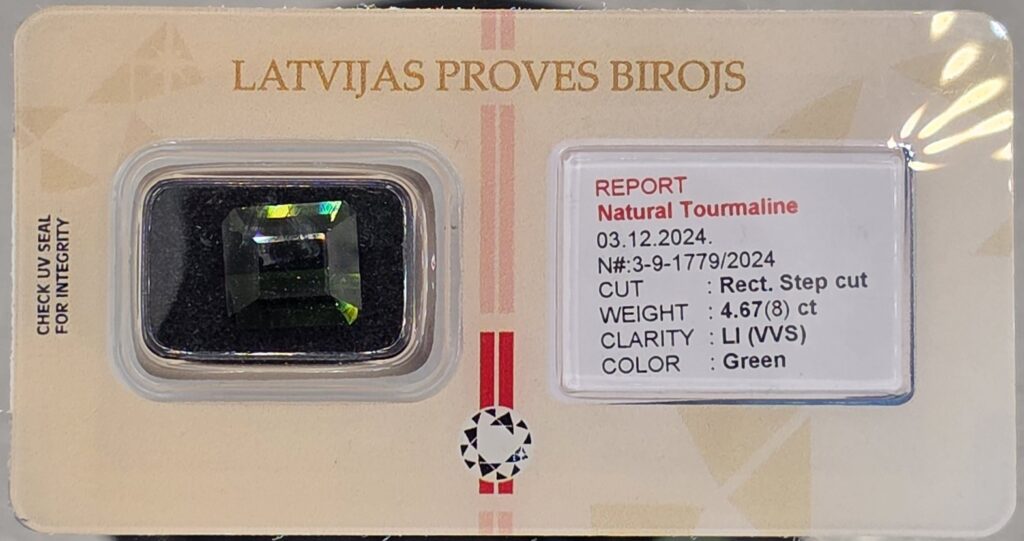 LATVIJAS PROVES BIROJS
CHECK UV SEAL
FOR INTEGRITY
REPORT
Natural Tourmaline
03.12.2024.
N#:3-9-1779/2024
CUT : Rect. Step cut
WEIGHT : 4.67(8) ct
CLARITY : LI (VVS)
COLOR : Green